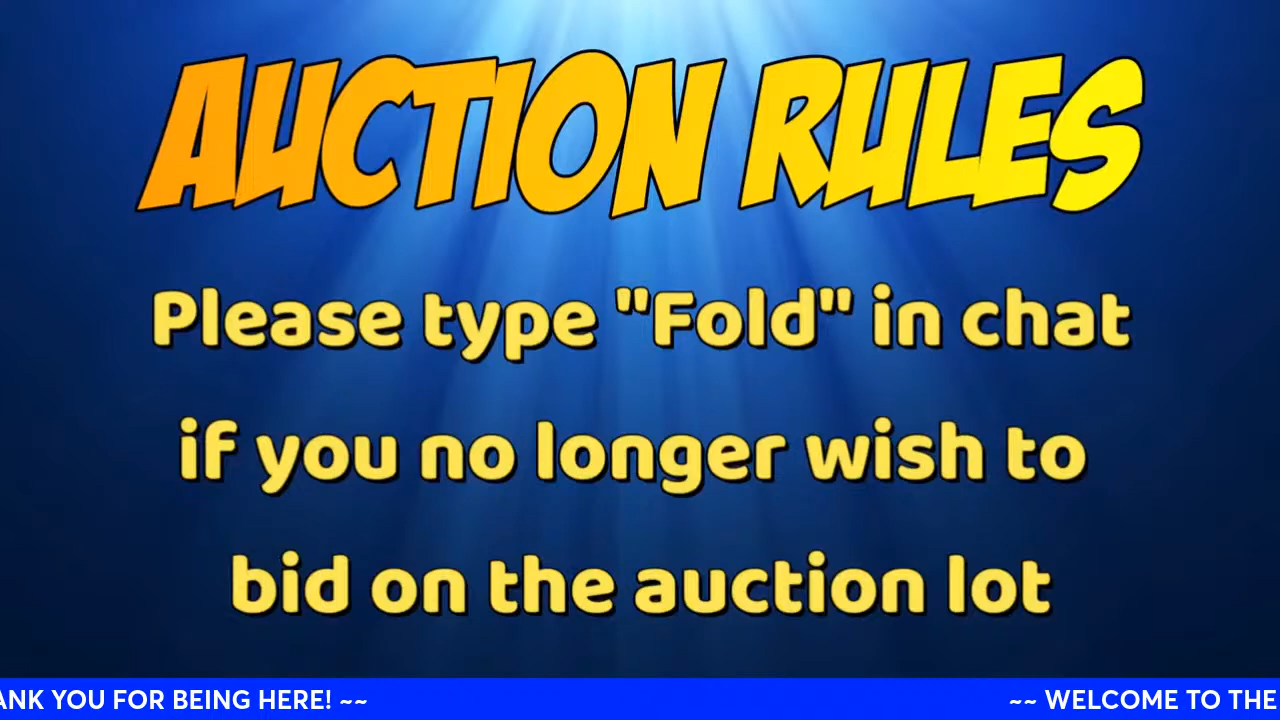 AUCTION RULES
Please type "Fold" in chat
if you no longer wish to
bid on the auction lot
ANK YOU FOR BEING HERE! ~~ ~~ WELCOME TO THE